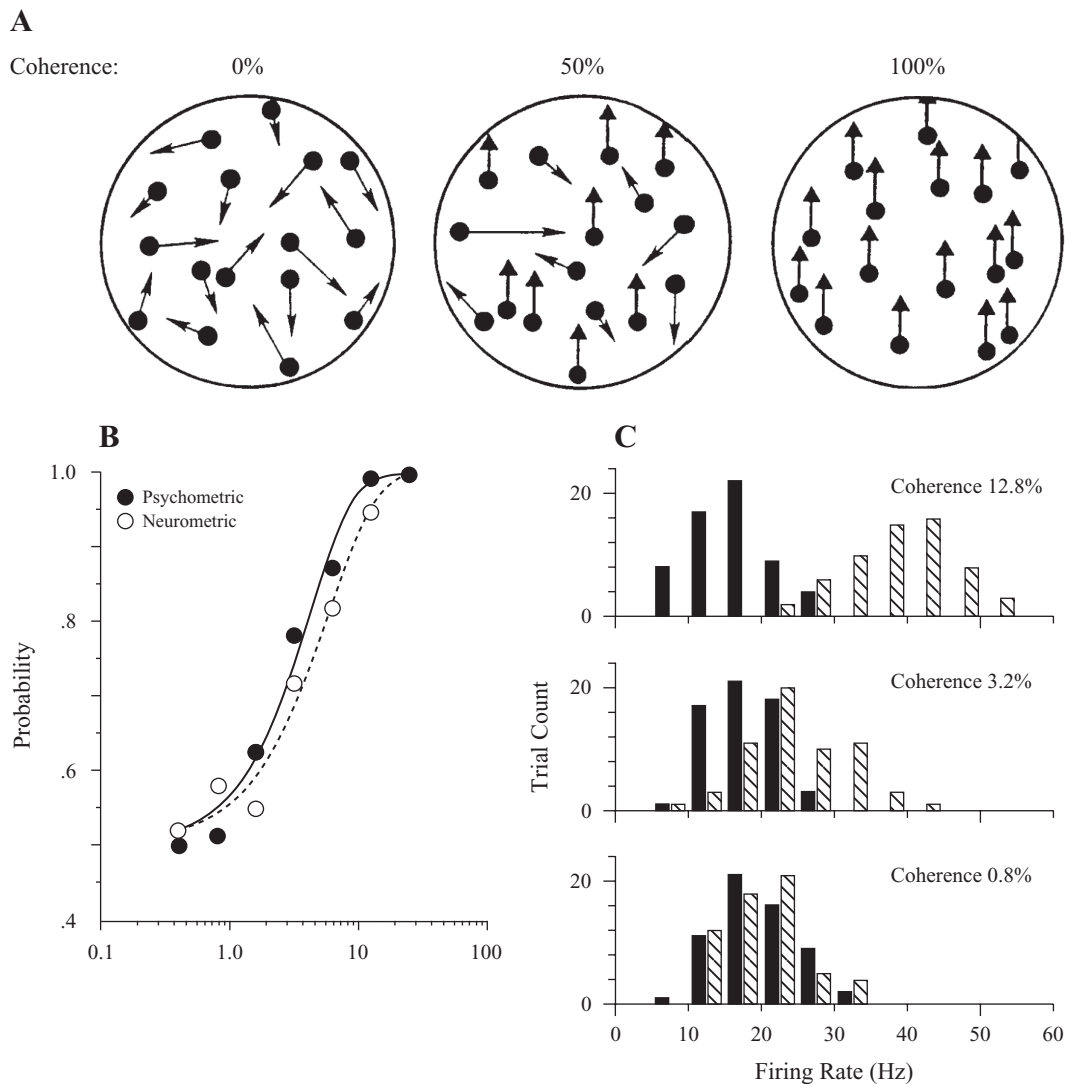 A
Coherence: 0% 50% 100%
B
1.0
.8
.6
.4
Probability
Psychometric
Neurometric
0.1 1.0 10 100
C
Coherence 12.8%
20
0
Coherence 3.2%
20
0
Coherence 0.8%
20
0
Trial Count
0 10 20 30 40 50 60
Firing Rate (Hz)